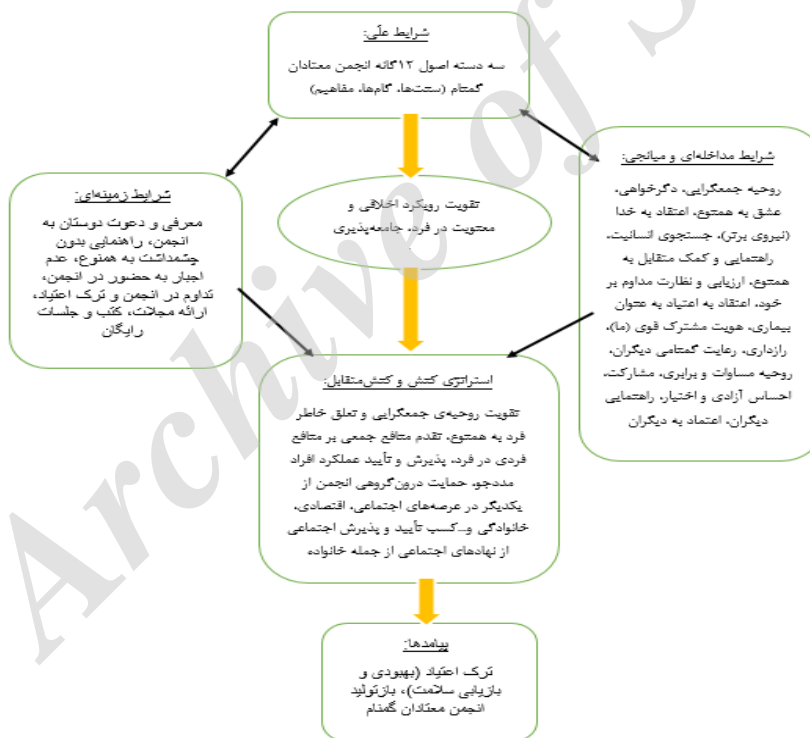 شرایط علّی:
سه دسته اصول ۱۲گانه انجمن معتادان
گمنام (سنت‌ها، گام‌ها، مفاهیم)
شرایط زمینه‌ای:
معرفی و دعوت دوستان به
انجمن، راهنمایی بدون
چشمداشت به همنوع، عدم
اجبار به حضور در انجمن،
تداوم در انجمن و ترک اعتیاد،
ارائه مجلات، کتب و جلسات
رایگان
تقویت رویکرد اخلاقی و
معنویت در فرد، جامعه‌پذیری
.
شرایط مداخله‌ای و میانجی:
روحیه جمعگرایی، دگرخواهی،
عشق به همنوع، اعتقاد به خدا
(نیروی برتر)، جستجوی انسانیت،
راهنمایی و کمک متقابل به
همنوع، ارزیابی و نظارت مداوم بر
خود، اعتقاد به اعتیاد به عنوان
بیماری، هویت مشترک قوی (ما)،
رازداری، رعایت گمنامی دیگران،
روحیه مساوات و برابری، مشارکت،
احساس آزادی و اختیار، راهنمایی
دیگران، اعتماد به دیگران
استراتژی کنش و کنش‌متقابل:
تقویت روحیه‌ی جمعگرایی و تعلق خاطر
فرد به همنوع، تقدم منافع جمعی بر منافع
فردی در فرد، پذیرش و تأیید عملکرد افراد
مددجو، حمایت درون‌گروهی انجمن از
یکدیگر در عرصه‌های اجتماعی، اقتصادی،
خانوادگی و...کسب تأیید و پذیرش اجتماعی
از نهادهای اجتماعی از جمله خانواده
پیامدها:
ترک اعتیاد (بهبودی و
بازیابی سلامت)، بازتولید
انجمن معتادان گمنام
Archive of S